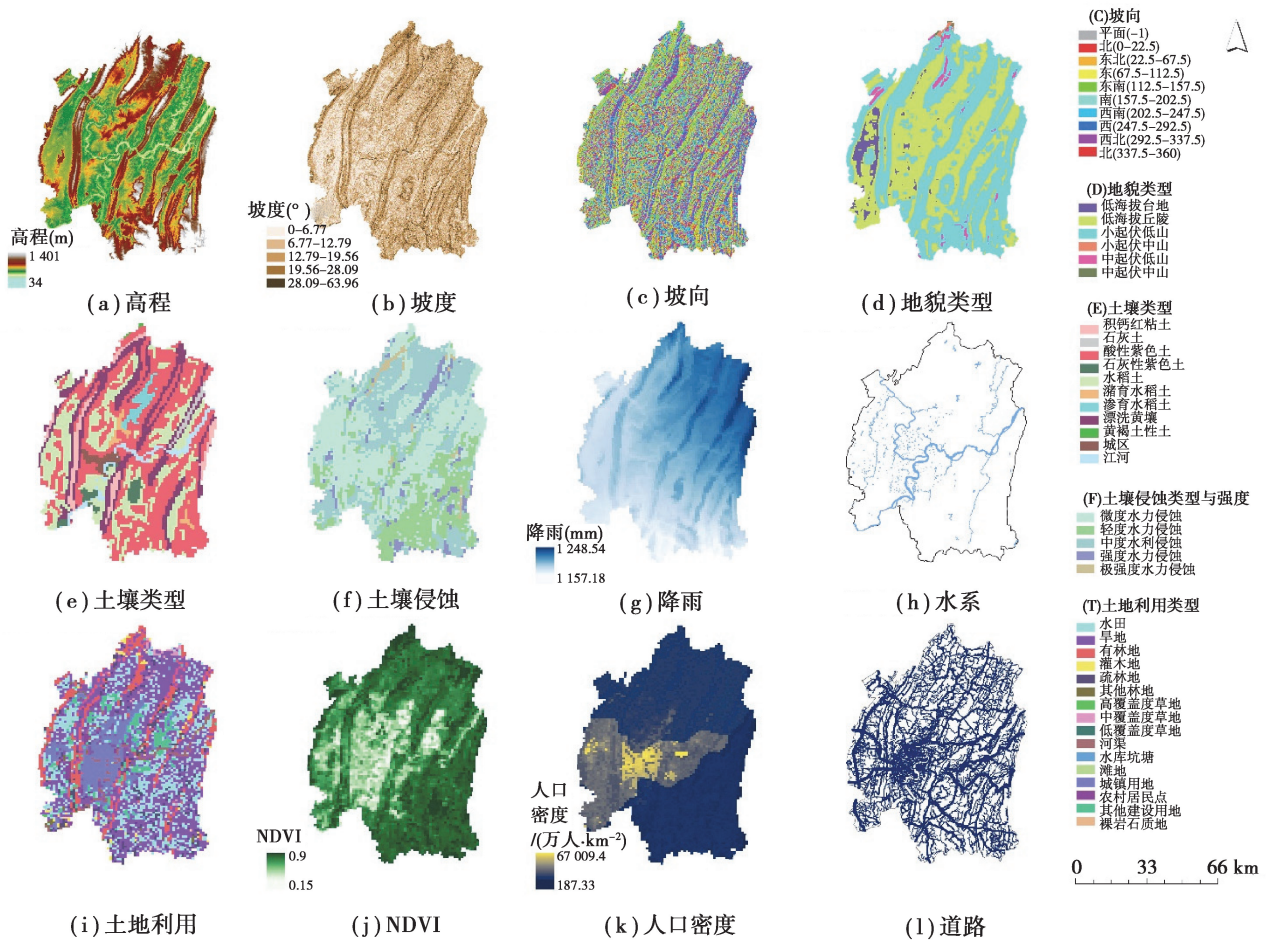 高程(m)
1 401
34
(a)高程
坡度(°)
0–6.77
6.77–12.79
12.79–19.56
19.56–28.09
28.09–63.96
(b)坡度
(c)坡向
(d)地貌类型
(C)坡向
平面(-1)
北(0–22.5)
东北(22.5–67.5)
东(67.5–112.5)
东南(112.5–157.5)
南(157.5–202.5)
西南(202.5–247.5)
西(247.5–292.5)
西北(292.5–337.5)
北(337.5–360)
(D)地貌类型
低海拔台地
低海拔丘陵
小起伏低山
小起伏中山
中起伏低山
中起伏中山
(e)土壤类型
(f)土壤侵蚀
降雨(mm)
1 248.54
1 157.18
(g)降雨
(h)水系
(E)土壤类型
积钙红粘土
石灰土
酸性紫色土
石灰性紫色土
水稻土
潴育水稻土
渗育水稻土
漂洗黄壤
黄褐土性土
城区
江河
(F)土壤侵蚀类型与强度
微度水力侵蚀
轻度水力侵蚀
中度水利侵蚀
强度水力侵蚀
极强度水力侵蚀
(i)土地利用
NDVI
0.9
0.15
(j)NDVI
人口
密度
/(万人·km⁻²)
67 009.4
187.33
(k)人口密度
(l)道路
(T)土地利用类型
水田
旱地
有林地
灌木地
疏林地
其他林地
高覆盖度草地
中覆盖度草地
低覆盖度草地
河渠
水库坑塘
滩地
城镇用地
农村居民点
其他建设用地
裸岩石质地
0 33 66 km